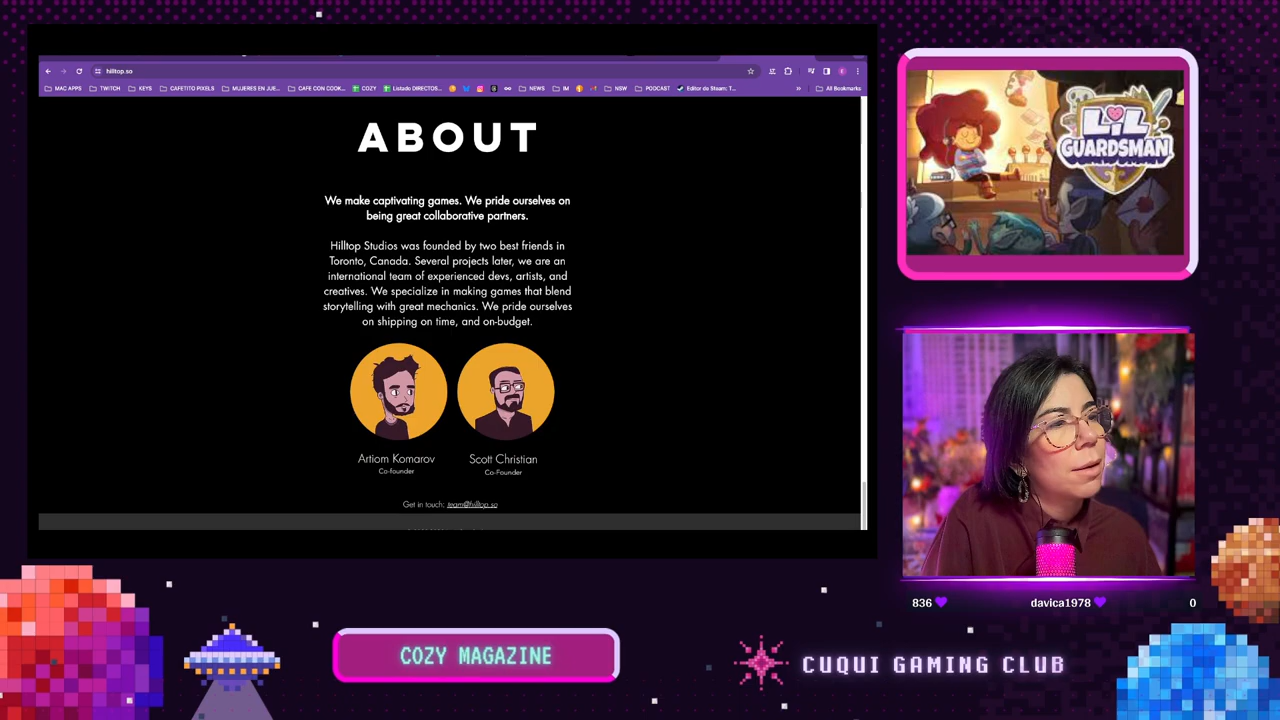 hilltop.so
MAC APPS
TWITCH
KEYS
CAFETITO PIXELS
MUJERES EN JUE...
CAFE CON COOK...
COZY
Listado DIRECTOS...
NEWS
IM
NSW
PODCAST
Editor do Steam: T...
All Bookmarks
ABOUT
We make captivating games. We pride ourselves on
being great collaborative partners.
Hilltop Studios was founded by two best friends in
Toronto, Canada. Several projects later, we are an
international team of experienced devs, artists, and
creatives. We specialize in making games that blend
storytelling with great mechanics. We pride ourselves
on shipping on time, and on-budget.
Artiom Komarov
Co-founder
Scott Christian
Co-Founder
Get in touch: team@hilltop.so
LiL
GUARDSMAN
836
davica1978
0
COZY MAGAZINE
CUQUI GAMING CLUB